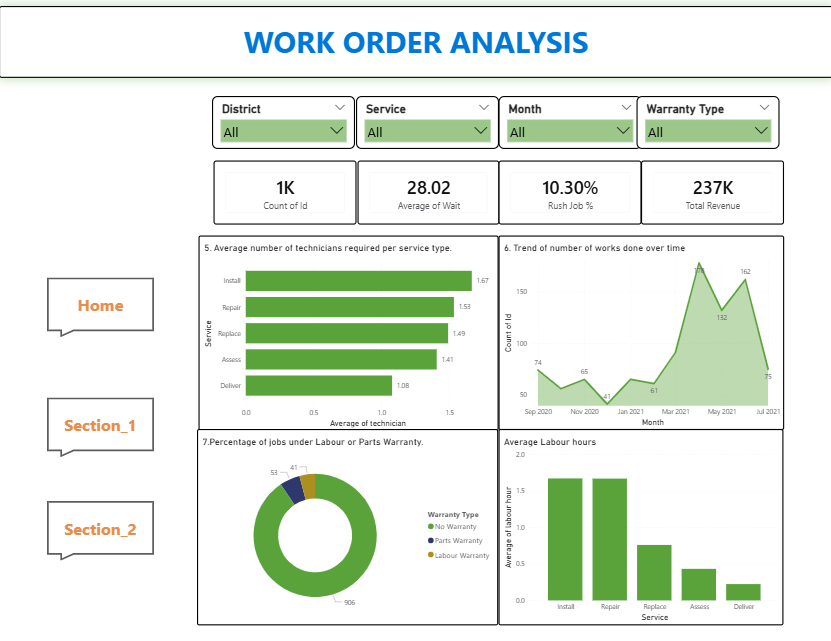 WORK ORDER ANALYSIS
District
All
Service
All
Month
All
Warranty Type
All
1K
Count of Id
28.02
Average of Wait
10.30%
Rush Job %
237K
Total Revenue
Home
Section_1
Section_2
5. Average number of technicians required per service type.
Service
Install
1.67
Repair
1.53
Replace
1.49
Assess
1.41
Deliver
1.08
0.0 0.5 1.0 1.5
Average of technician
6. Trend of number of works done over time
Count of Id
150
100
50
74
65
41
61
132
162
75
Sep 2020 Nov 2020 Jan 2021 Mar 2021 May 2021 Jul 2021
Month
7.Percentage of jobs under Labour or Parts Warranty.
53
41
906
Warranty Type
No Warranty
Parts Warranty
Labour Warranty
Average Labour hours
Average of labour hour
2.0
1.5
1.0
0.5
0.0
Install Repair Replace Assess Deliver
Service